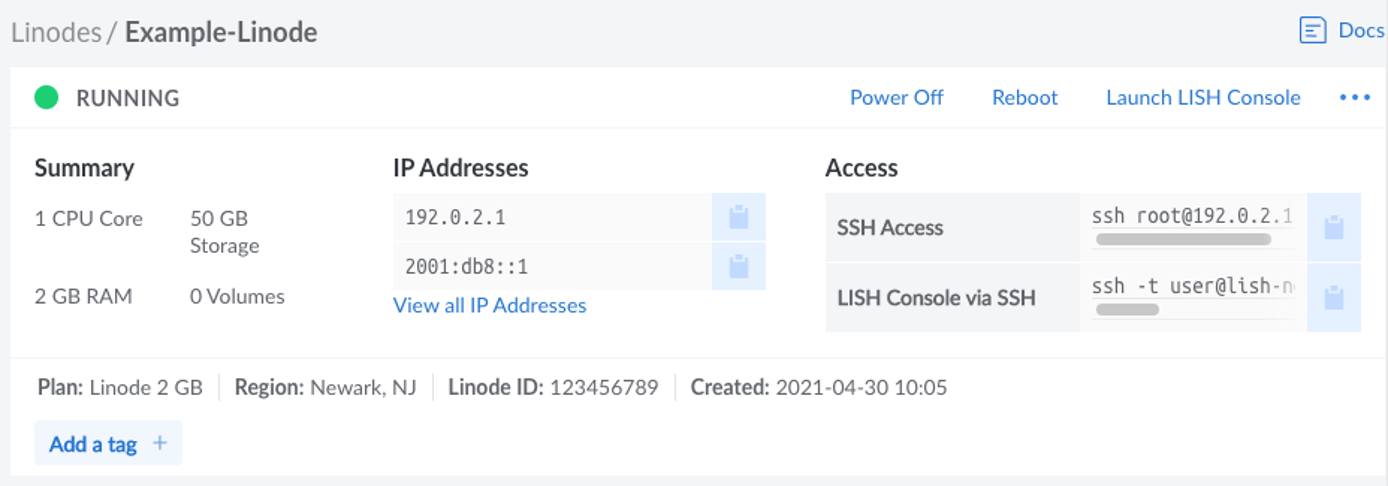 Linodes / Example-Linode
Docs
RUNNING
Power Off Reboot Launch LISH Console
Summary
1 CPU Core 50 GB
Storage
2 GB RAM 0 Volumes
IP Addresses
192.0.2.1
2001:db8::1
View all IP Addresses
Access
SSH Access ssh root@192.0.2.1
LISH Console via SSH ssh -t user@lish-n
Plan: Linode 2 GB Region: Newark, NJ Linode ID: 123456789 Created: 2021-04-30 10:05
Add a tag +